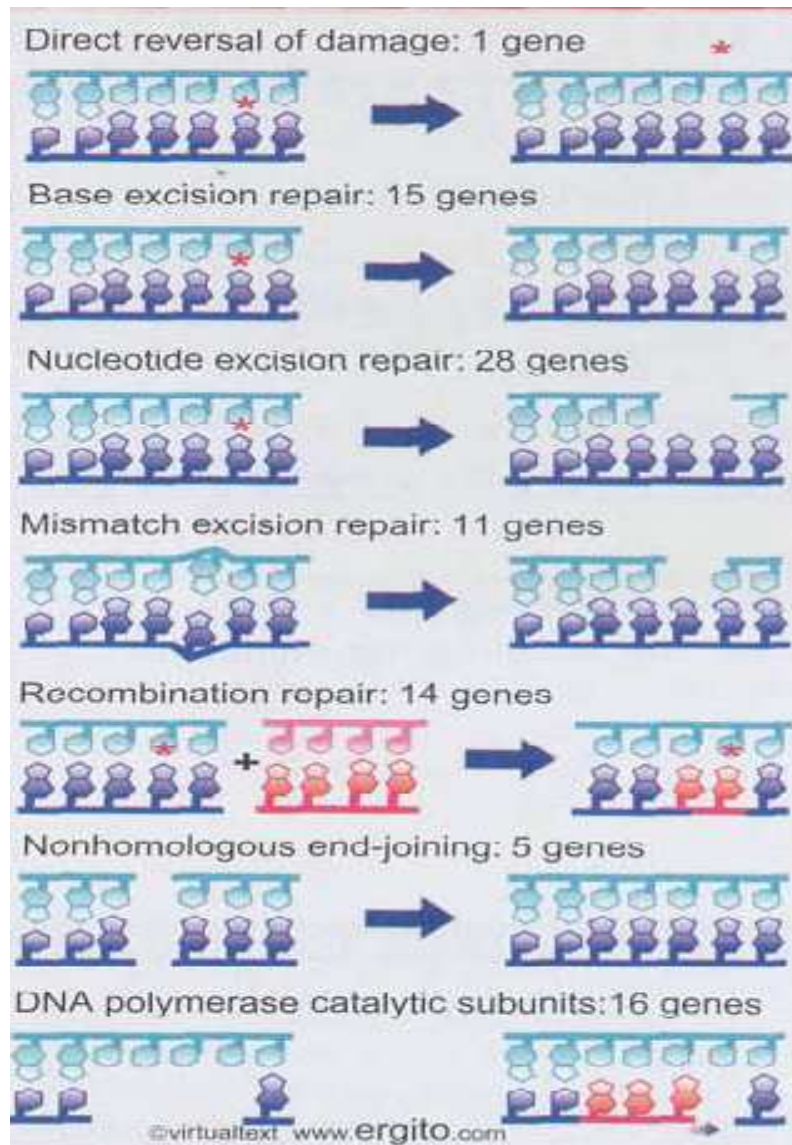 Direct reversal of damage: 1 gene
Base excision repair: 15 genes
Nucleotide excision repair: 28 genes
Mismatch excision repair: 11 genes
Recombination repair: 14 genes
+
Nonhomologous end-joining: 5 genes
DNA polymerase catalytic subunits:16 genes
©virtualtext www.ergito.com